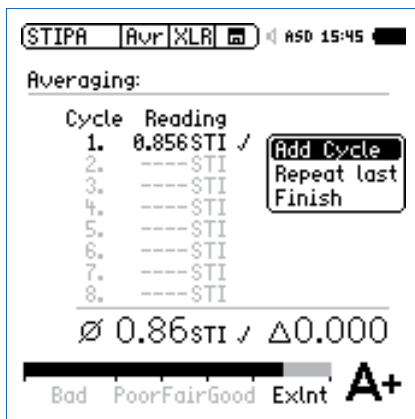 STIPA Avr XLR ASD 15:45
Averaging:
Cycle Reading
1. 0.856STI ✓
Add Cycle
2. ----STI
Repeat last
3. ----STI
Finish
4. ----STI
5. ----STI
6. ----STI
7. ----STI
8. ----STI
Ø 0.86STI ✓ Δ0.000
Bad Poor Fair Good Exlnt A+